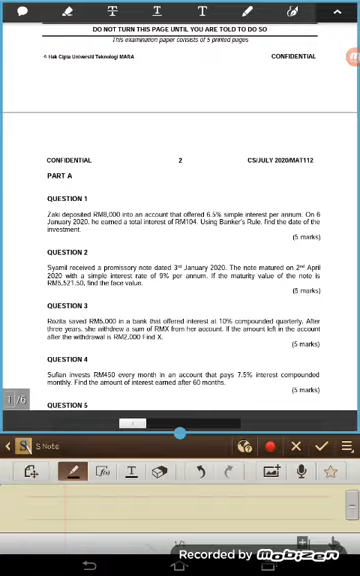 DO NOT TURN THIS PAGE UNTIL YOU ARE TOLD TO DO SO
This examination paper consists of 5 printed pages
© Hak Cipta Universiti Teknologi MARA CONFIDENTIAL
CONFIDENTIAL 2 CS/JULY 2020/MAT112
PART A
QUESTION 1
Zaki deposited RM8,000 into an account that offered 6.5% simple interest per annum. On 6
January 2020, he earned a total interest of RM104. Using Banker's Rule, find the date of the
investment.
(5 marks)
QUESTION 2
Syamil received a promissory note dated 3rd January 2020. The note matured on 2nd April
2020 with a simple interest rate of 9% per annum. If the maturity value of the note is
RM5,521.50, find the face value.
(5 marks)
QUESTION 3
Rozita saved RM5,000 in a bank that offered interest at 10% compounded quarterly. After
three years, she withdrew a sum of RMX from her account. If the amount left in the account
after the withdrawal is RM2,000 Find X.
(5 marks)
QUESTION 4
Sufian invests RM450 every month in an account that pays 7.5% interest compounded
monthly. Find the amount of interest earned after 60 months.
(5 marks)
1/6
QUESTION 5
S Note
f(x)
T
Recorded by Mobizen